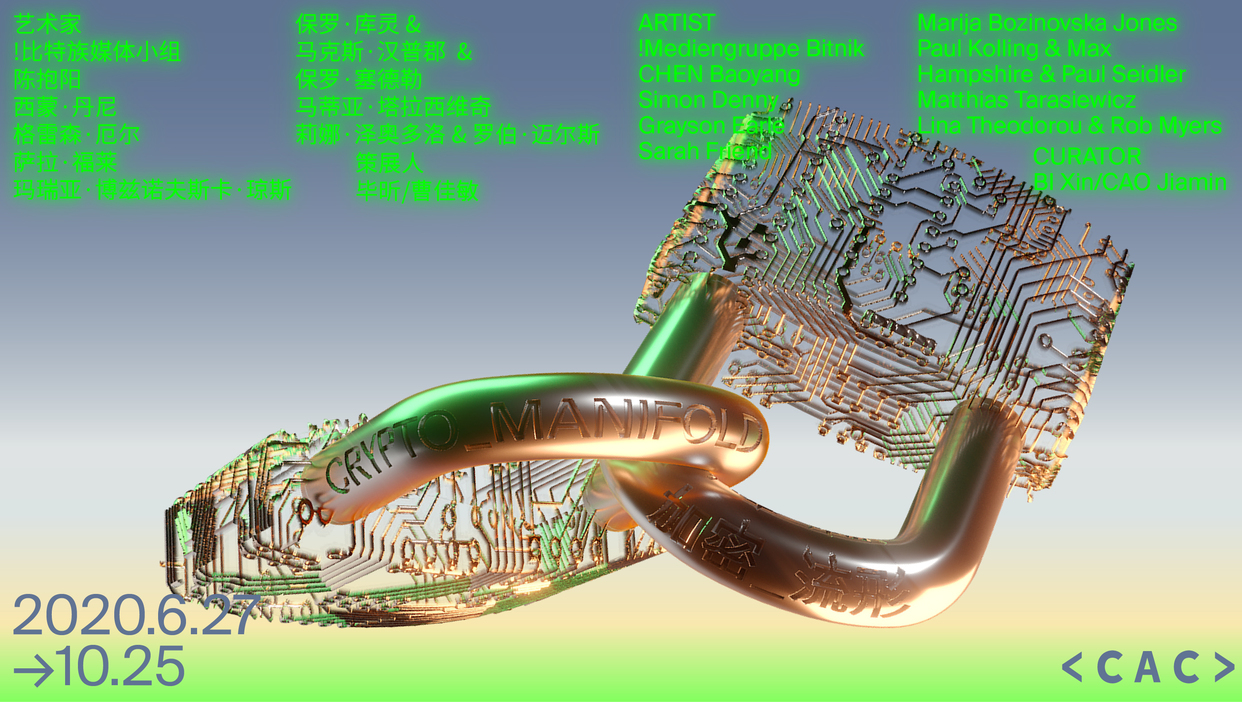 艺术家
!比特族媒体小组
陈抱阳
西蒙·丹尼
格雷森·厄尔
萨拉·福莱
玛瑞亚·博兹诺夫斯卡·琼斯
保罗·库灵 &
马克斯·汉普郡 &
保罗·塞德勒
马蒂亚·塔拉西维奇
莉娜·泽奥多洛 & 罗伯·迈尔斯
策展人
毕昕/曹佳敏
ARTIST
!Mediengruppe Bitnik
CHEN Baoyang
Simon Denny
Grayson Earle
Sarah Friend
Marija Bozinovska Jones
Paul Kolling & Max
Hampshire & Paul Seidler
Matthias Tarasiewicz
Lina Theodorou & Rob Myers
CURATOR
BI Xin/CAO Jiamin
CRYPTO_MANIFOLD
加密_流形
2020.6.27
→10.25
<CAC>